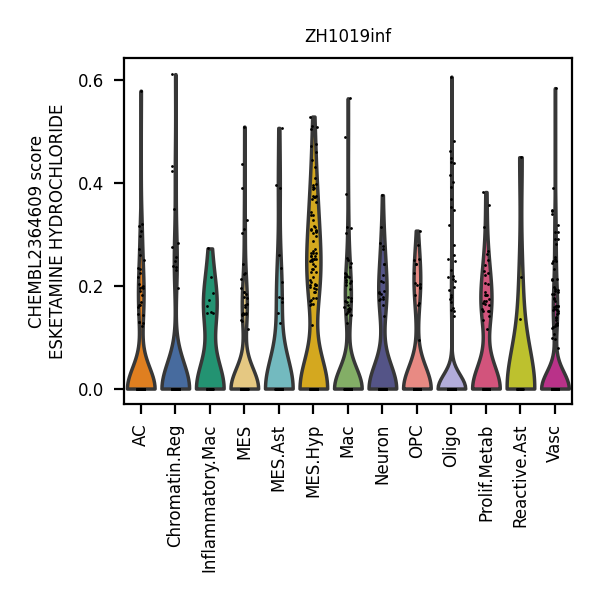 ZH1019inf
CHEMBL2364609 score
ESKETAMINE HYDROCHLORIDE
0.6
0.4
0.2
0.0
AC
Chromatin.Reg
Inflammatory.Mac
MES
MES.Ast
MES.Hyp
Mac
Neuron
OPC
Oligo
Prolif.Metab
Reactive.Ast
Vasc